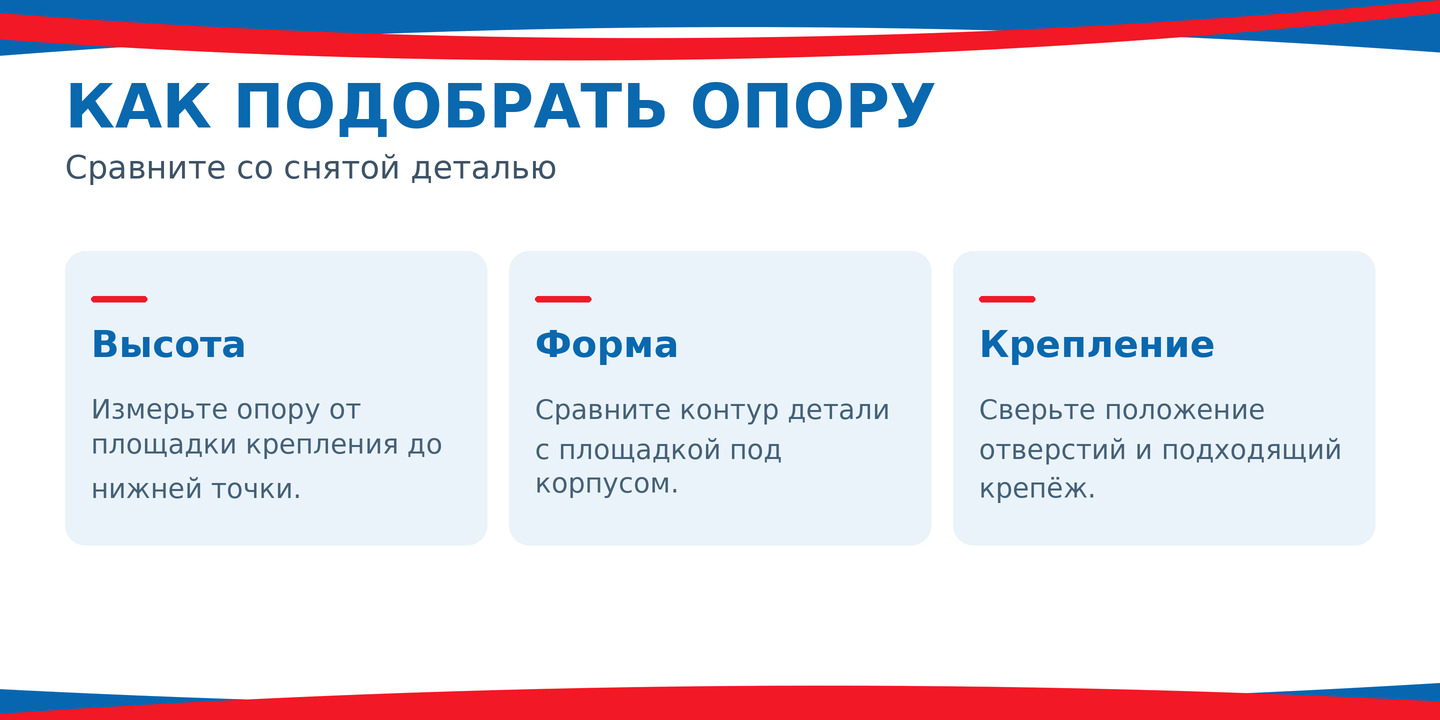 КАК ПОДОБРАТЬ ОПОРУ
Сравните со снятой деталью
Высота
Измерьте опору от
площадки крепления до
нижней точки.
Форма
Сравните контур детали
с площадкой под
корпусом.
Крепление
Сверьте положение
отверстий и подходящий
крепёж.